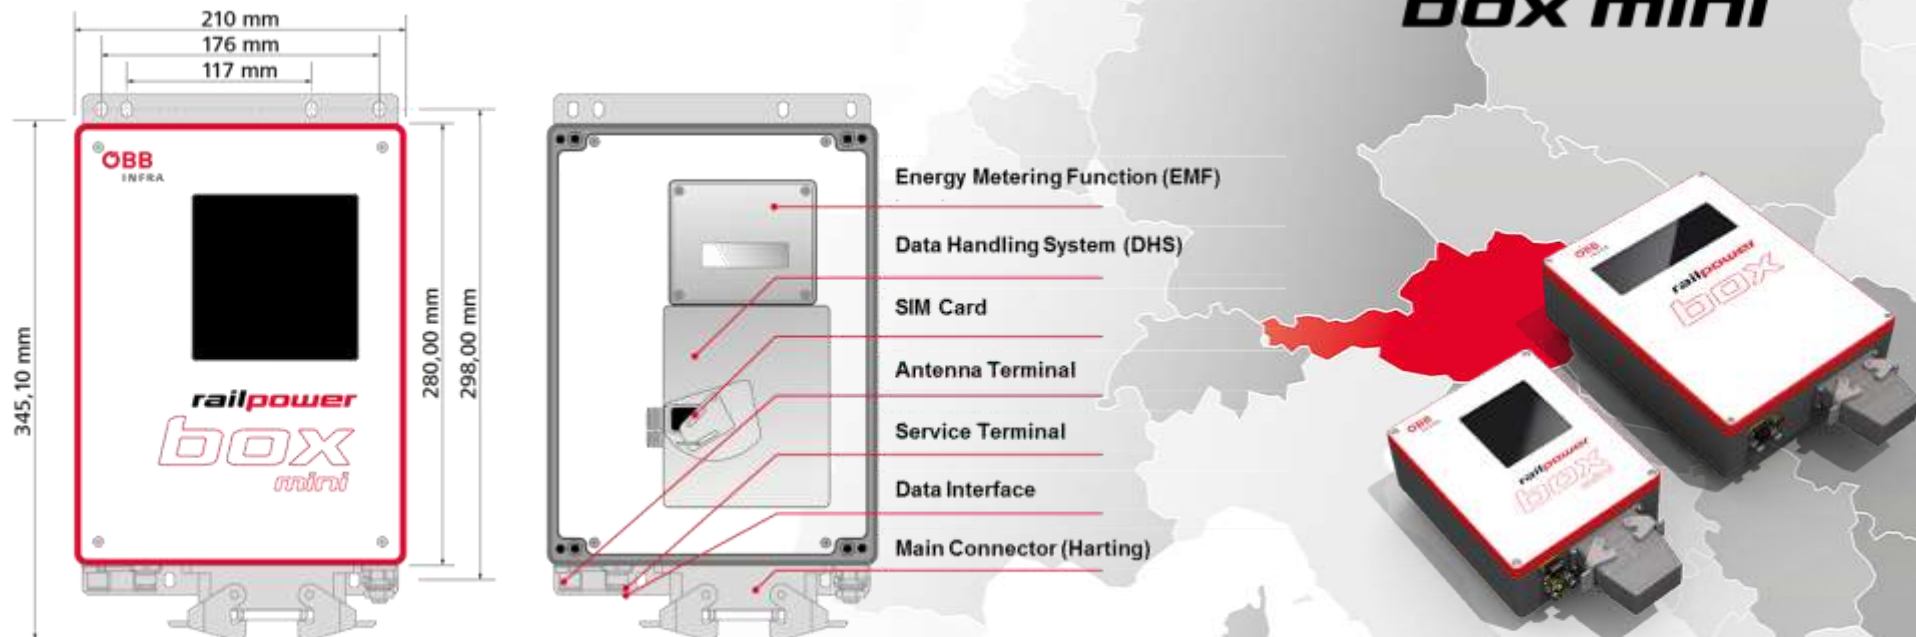 box mini
210 mm
176 mm
117 mm
345,10 mm
280,00 mm
298,00 mm
ÖBB
INFRA
railpower
box
mini
Energy Metering Function (EMF)
Data Handling System (DHS)
SIM Card
Antenna Terminal
Service Terminal
Data Interface
Main Connector (Harting)
ÖBB
railpower
box
ÖBB
railpower
box